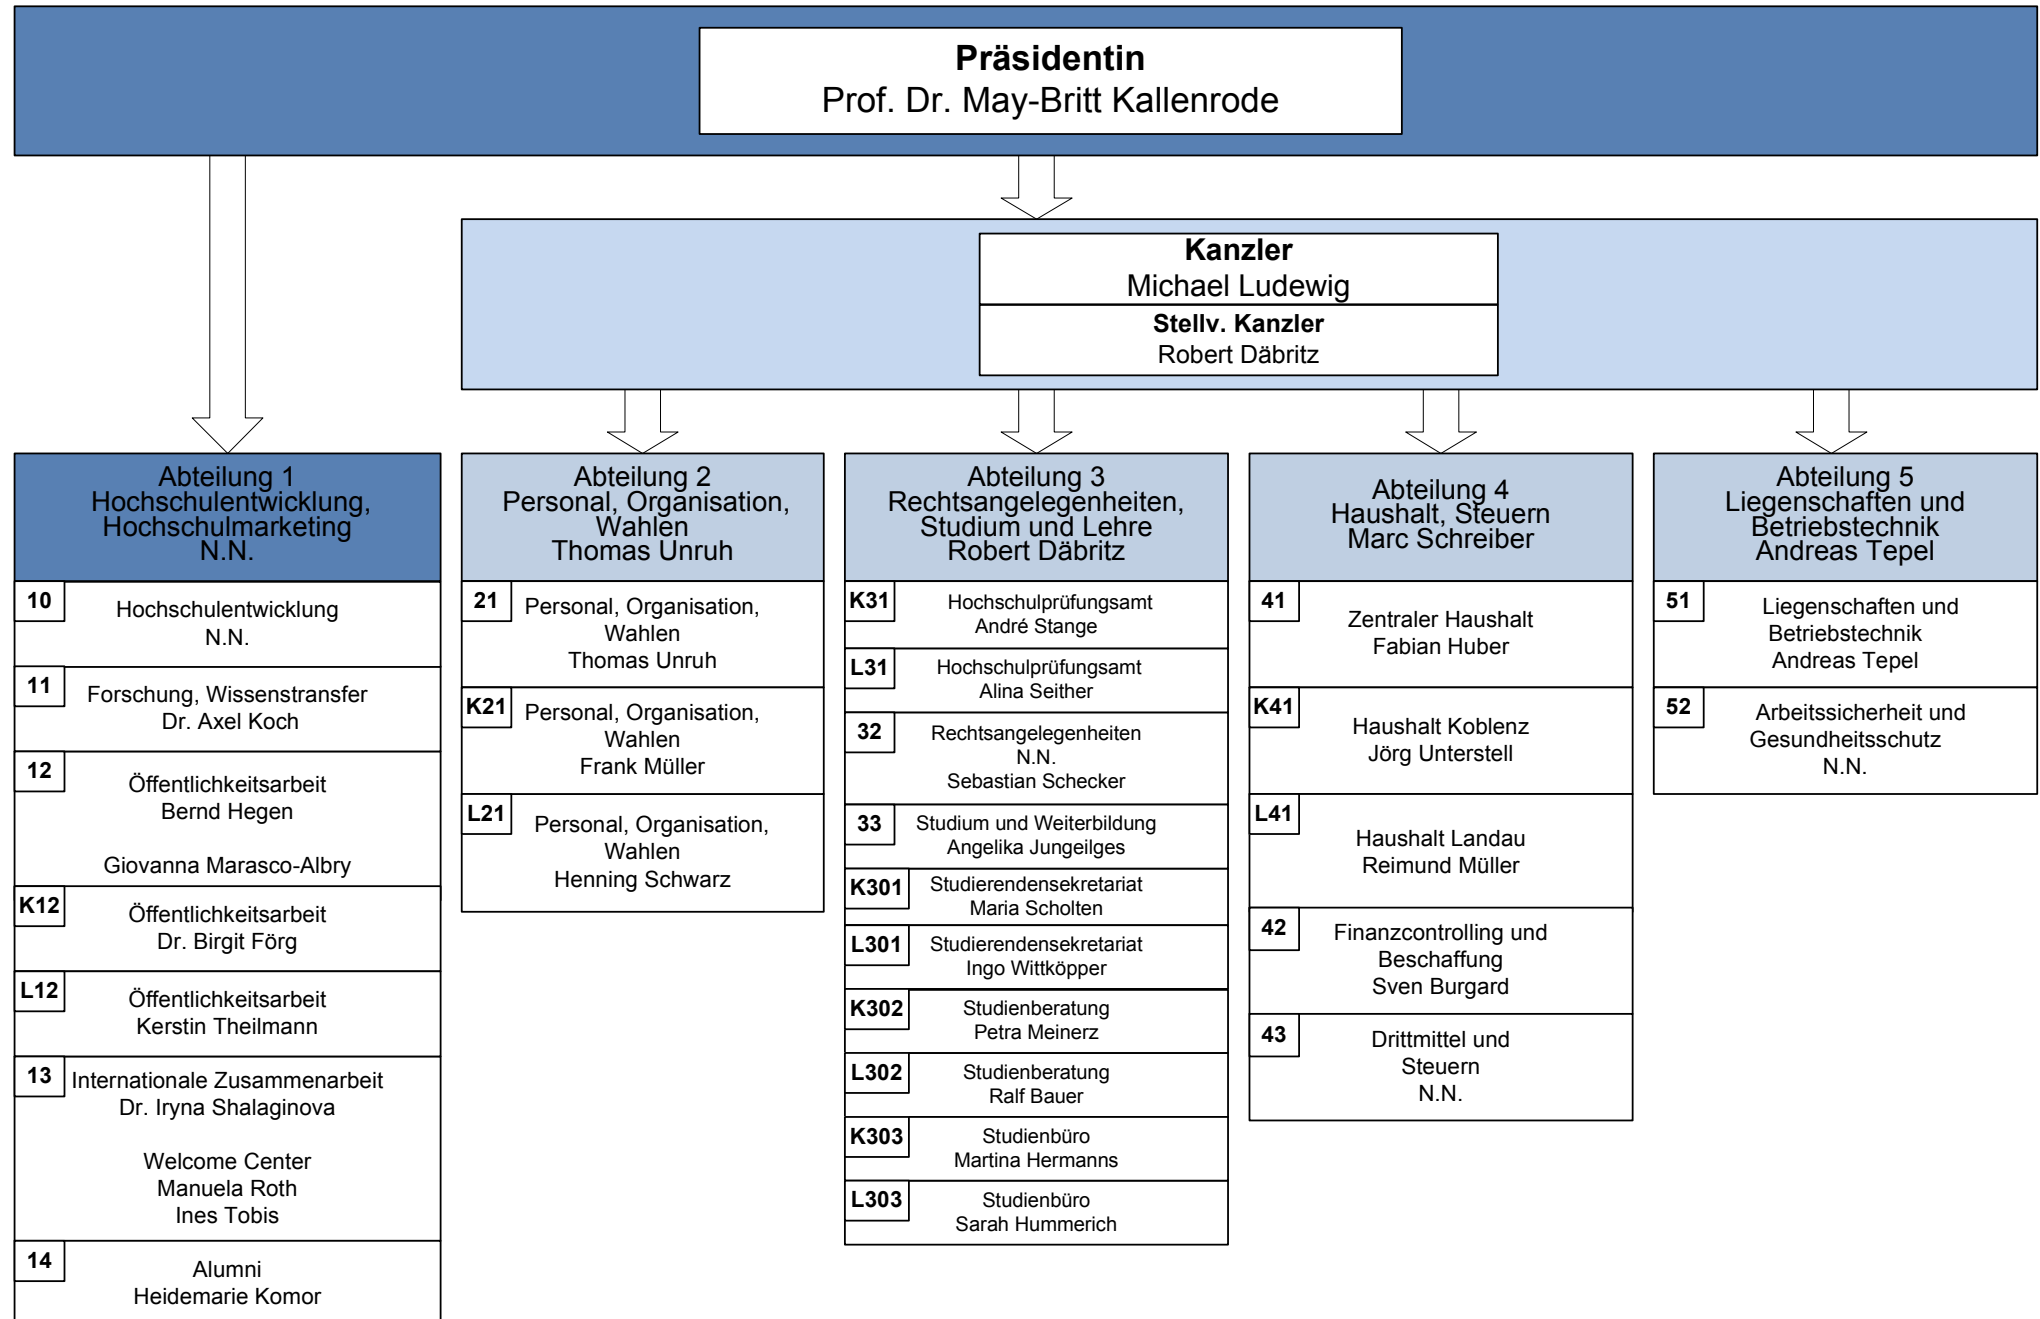 Präsidentin
Prof. Dr. May-Britt Kallenrode
Kanzler
Michael Ludewig
Stellv. Kanzler
Robert Däbritz
Abteilung 1
Hochschulentwicklung,
Hochschulmarketing
N.N.
10
Hochschulentwicklung
N.N.
11
Forschung, Wissenstransfer
Dr. Axel Koch
12
Öffentlichkeitsarbeit
Bernd Hegen
Giovanna Marasco-Albry
K12
Öffentlichkeitsarbeit
Dr. Birgit Förg
L12
Öffentlichkeitsarbeit
Kerstin Theilmann
13
Internationale Zusammenarbeit
Dr. Iryna Shalaginova
Welcome Center
Manuela Roth
Ines Tobis
14
Alumni
Heidemarie Komor
Abteilung 2
Personal, Organisation,
Wahlen
Thomas Unruh
21
Personal, Organisation,
Wahlen
Thomas Unruh
K21
Personal, Organisation,
Wahlen
Frank Müller
L21
Personal, Organisation,
Wahlen
Henning Schwarz
Abteilung 3
Rechtsangelegenheiten,
Studium und Lehre
Robert Däbritz
K31
Hochschulprüfungsamt
André Stange
L31
Hochschulprüfungsamt
Alina Seither
32
Rechtsangelegenheiten
N.N.
Sebastian Schecker
33
Studium und Weiterbildung
Angelika Jungeilges
K301
Studierendensekretariat
Maria Scholten
L301
Studierendensekretariat
Ingo Wittköpper
K302
Studienberatung
Petra Meinerz
L302
Studienberatung
Ralf Bauer
K303
Studienbüro
Martina Hermanns
L303
Studienbüro
Sarah Hummerich
Abteilung 4
Haushalt, Steuern
Marc Schreiber
41
Zentraler Haushalt
Fabian Huber
K41
Haushalt Koblenz
Jörg Unterstell
L41
Haushalt Landau
Reimund Müller
42
Finanzcontrolling und
Beschaffung
Sven Burgard
43
Drittmittel und
Steuern
N.N.
Abteilung 5
Liegenschaften und
Betriebstechnik
Andreas Tepel
51
Liegenschaften und
Betriebstechnik
Andreas Tepel
52
Arbeitssicherheit und
Gesundheitsschutz
N.N.